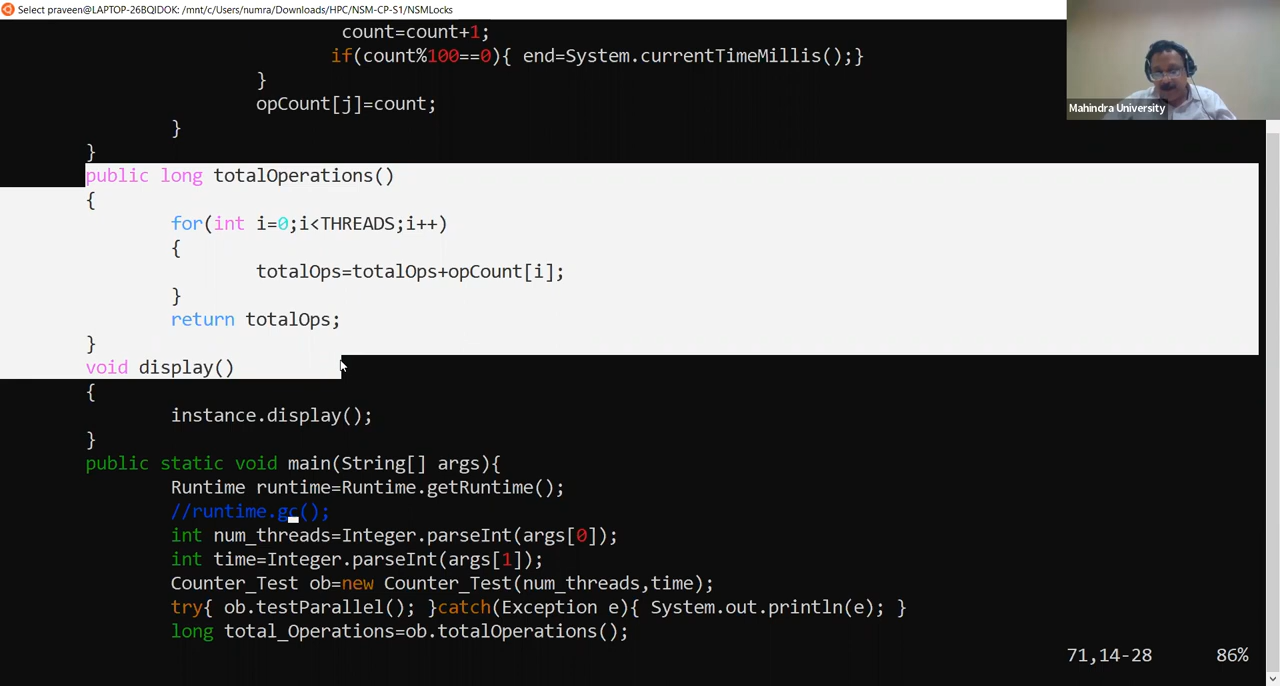 Select praveen@LAPTOP-26BQIDOK: /mnt/c/Users/numra/Downloads/HPC/NSM-CP-S1/NSMLocks
count=count+1;
if(count%100==0){ end=System.currentTimeMillis();}
}
opCount[j]=count;
}
}
public long totalOperations()
{
for(int i=0;i<THREADS;i++)
{
totalOps=totalOps+opCount[i];
}
return totalOps;
}
void display()
{
instance.display();
}
public static void main(String[] args){
Runtime runtime=Runtime.getRuntime();
//runtime.gc();
int num_threads=Integer.parseInt(args[0]);
int time=Integer.parseInt(args[1]);
Counter_Test ob=new Counter_Test(num_threads,time);
try{ ob.testParallel(); }catch(Exception e){ System.out.println(e); }
long total_Operations=ob.totalOperations();
71,14-28 86%
Mahindra University